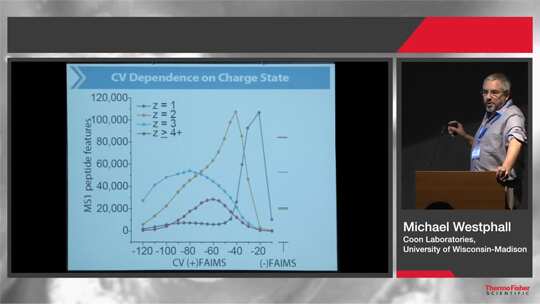 CV Dependence on Charge State
120,000
100,000
80,000
60,000
40,000
20,000
0
MS1 peptide features
z = 1
z = 2
z = 3
z ≥ 4+
-120 -100 -80 -60 -40 -20
CV (+)FAIMS (-)FAIMS
Michael Westphall
Coon Laboratories,
University of Wisconsin-Madison
ThermoFisher
SCIENTIFIC